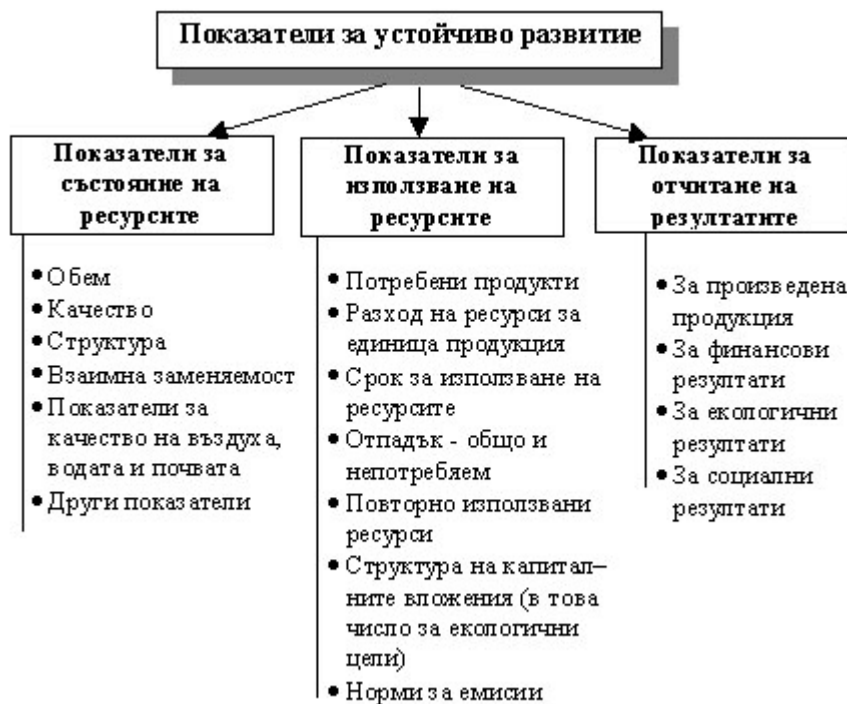 Показатели за устойчиво развитие
Показатели за
състояние на
ресурсите
• Обем
• Качество
• Структура
• Взаимна заменяемост
• Показатели за
качество на въздуха,
водата и почвата
• Други показатели
Показатели за
използване на
ресурсите
• Потребени продукти
• Разход на ресурси за
единица продукция
• Срок за използване на
ресурсите
• Отпадък - общо и
непотребяем
• Повторно използвани
ресурси
• Структура на капитал–
ните вложения (в това
число за екологични
цели)
• Норми за емисии
Показатели за
отчитане на
резултатите
• За произведена
продукция
• За финансови
резултати
• За екологични
резултати
• За социални
резултати